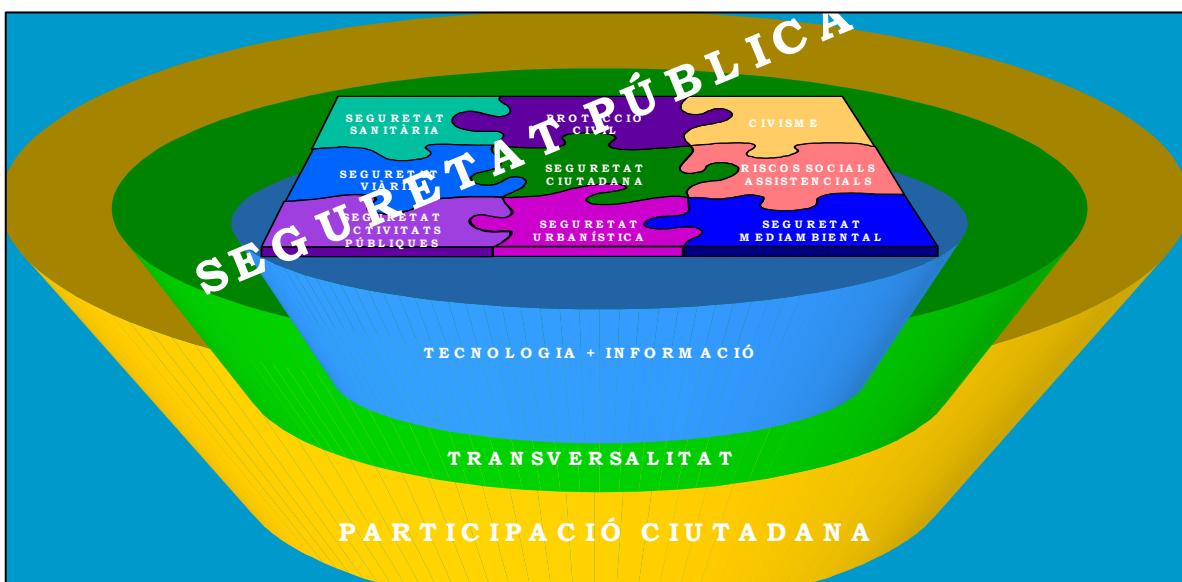 SEGURETAT PÚBLICA
SEGURETAT
SANITÀRIA
PROTECCIÓ
CIVIL
CIVISME
SEGURETAT
VIÀRIA
SEGURETAT
CIUTADANA
RISCOS SOCIALS
ASSISTENCIALS
SEGURETAT
ACTIVITATS
PÚBLIQUES
SEGURETAT
URBANÍSTICA
SEGURETAT
MEDIAMBIENTAL
TECNOLOGIA + INFORMACIÓ
TRANSVERSALITAT
PARTICIPACIÓ CIUTADANA